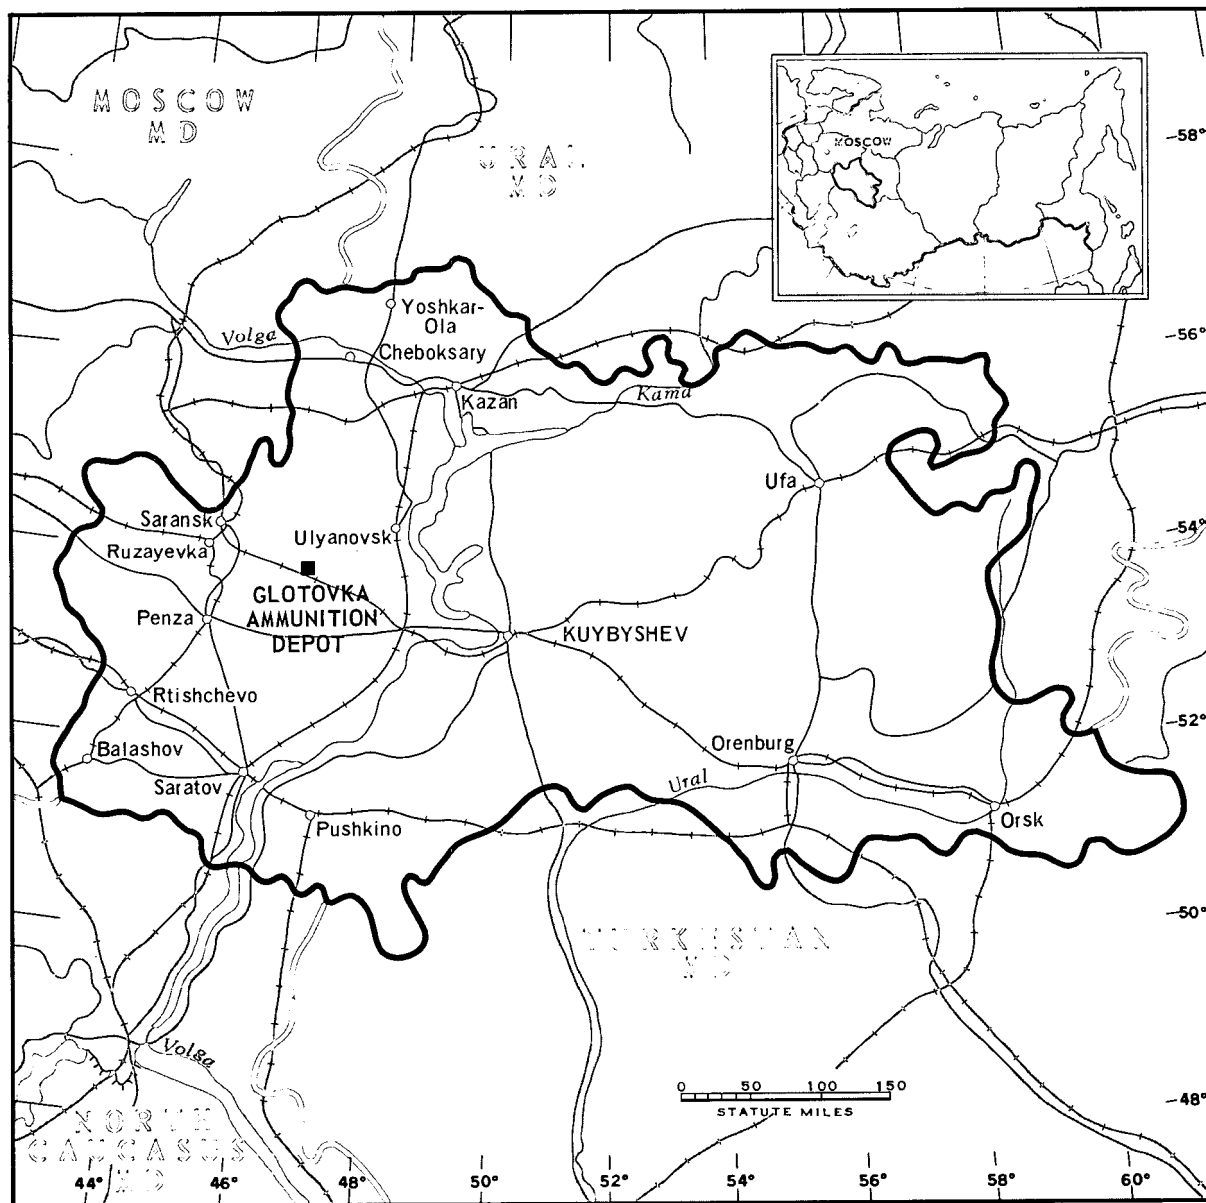 MOSCOW
MD
URAL
MD
MOSCOW
58°
Yoshkar-
Ola
Volga
Cheboksary
56°
Kazan
Kama
Ufa
Saransk
Ulyanovsk
54°
Ruzayevka
GLOTOVKA
AMMUNITION
DEPOT
Penza
KUYBYSHEV
Rtishchevo
52°
Balashov
Orenburg
Saratov
Ural
Pushkino
Orsk
50°
TURKESTAN
MD
Volga
0 50 100 150
STATUTE MILES
48°
NORTH
CAUCASUS
MD
44° 46° 48° 50° 52° 54° 56° 58° 60°